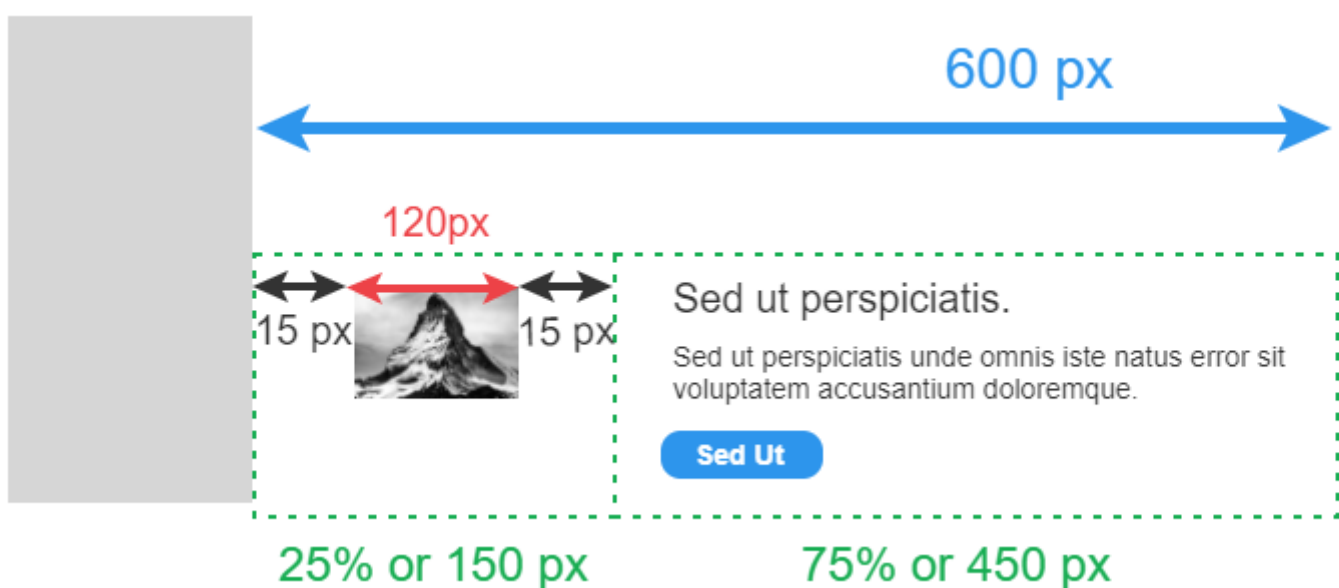 600 px
120px
15 px
15 px
Sed ut perspiciatis.
Sed ut perspiciatis unde omnis iste natus error sit
voluptatem accusantium doloremque.
Sed Ut
25% or 150 px
75% or 450 px